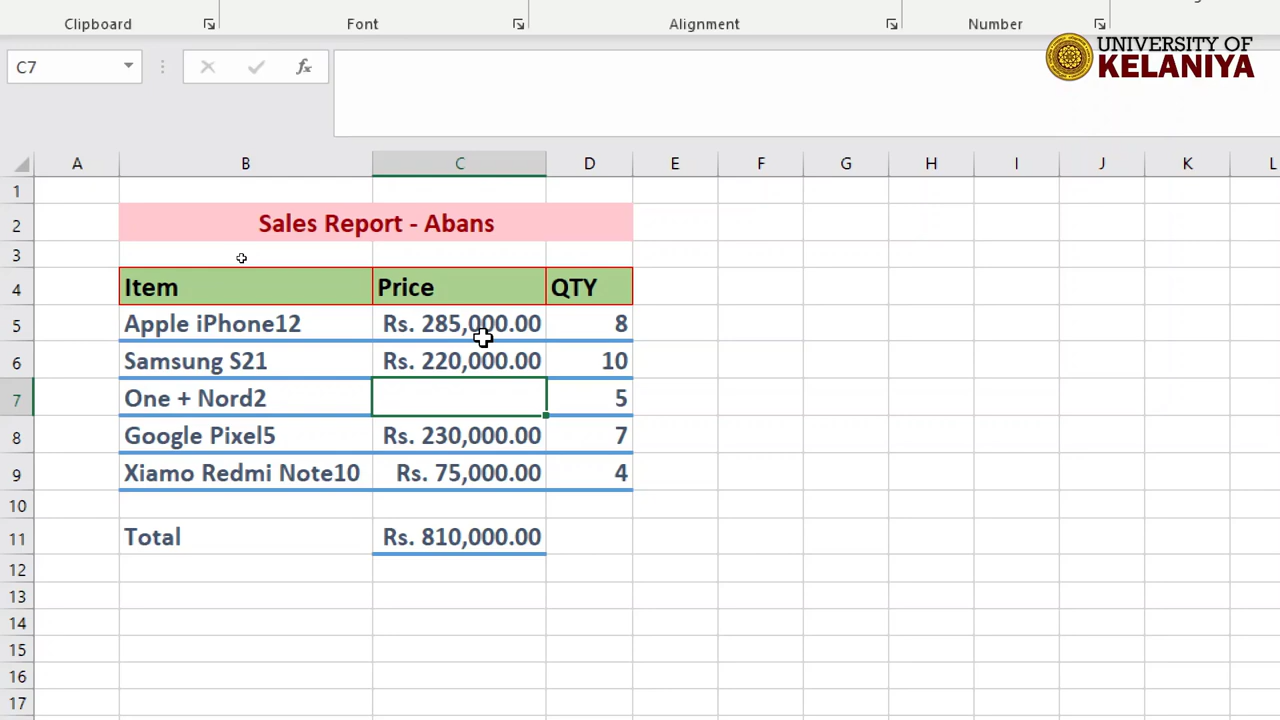 Clipboard Font Alignment Number
UNIVERSITY OF
KELANIYA
C7 fx
A B C D E F G H I J K L
1
2 Sales Report - Abans
3
4 Item Price QTY
5 Apple iPhone12 Rs. 285,000.00 8
6 Samsung S21 Rs. 220,000.00 10
7 One + Nord2 5
8 Google Pixel5 Rs. 230,000.00 7
9 Xiamo Redmi Note10 Rs. 75,000.00 4
10
11 Total Rs. 810,000.00
12
13
14
15
16
17